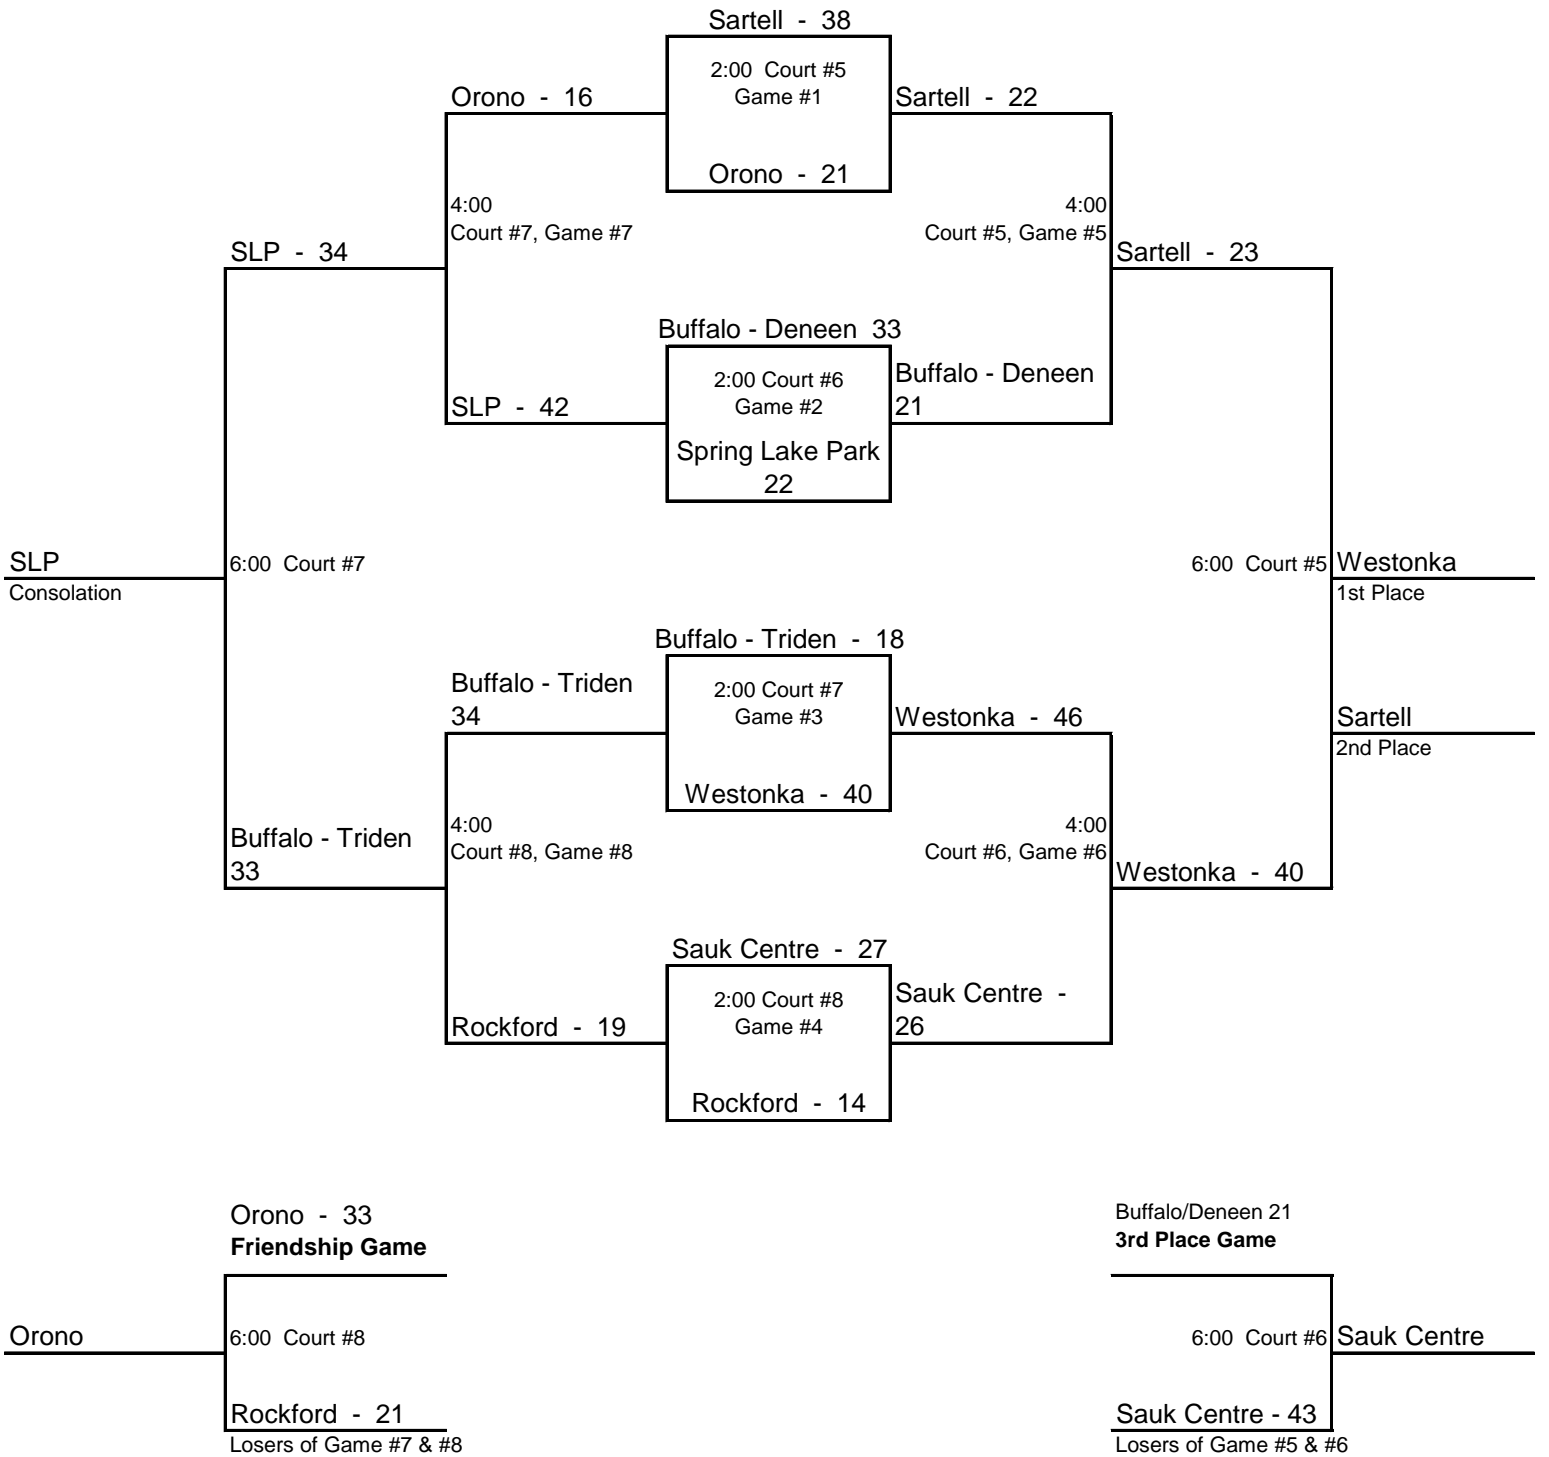 Sartell - 38
2:00 Court #5
Game #1
Orono - 16
Sartell - 22
Orono - 21
4:00
Court #7, Game #7
4:00
Court #5, Game #5
SLP - 34
Sartell - 23
Buffalo - Deneen 33
2:00 Court #6
Game #2
SLP - 42
Buffalo - Deneen
21
Spring Lake Park
22
SLP
Consolation
6:00 Court #7
6:00 Court #5
Westonka
1st Place
Buffalo - Triden - 18
Buffalo - Triden
34
2:00 Court #7
Game #3
Westonka - 46
Sartell
2nd Place
Westonka - 40
4:00
Court #8, Game #8
4:00
Court #6, Game #6
Buffalo - Triden
33
Westonka - 40
Sauk Centre - 27
2:00 Court #8
Game #4
Rockford - 19
Sauk Centre -
26
Rockford - 14
Orono - 33
Friendship Game
Buffalo/Deneen 21
3rd Place Game
Orono
6:00 Court #8
6:00 Court #6
Sauk Centre
Rockford - 21
Losers of Game #7 & #8
Sauk Centre - 43
Losers of Game #5 & #6